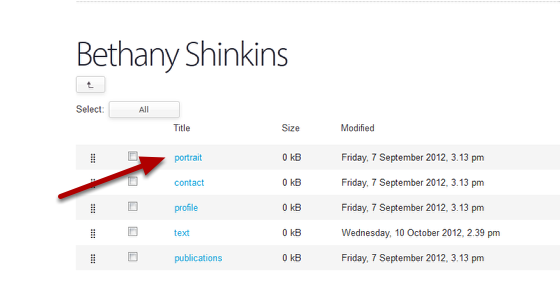 Bethany Shinkins
Select: All
Title Size Modified
portrait 0 kB Friday, 7 September 2012, 3.13 pm
contact 0 kB Friday, 7 September 2012, 3.13 pm
profile 0 kB Friday, 7 September 2012, 3.13 pm
text 0 kB Wednesday, 10 October 2012, 2.39 pm
publications 0 kB Friday, 7 September 2012, 3.13 pm